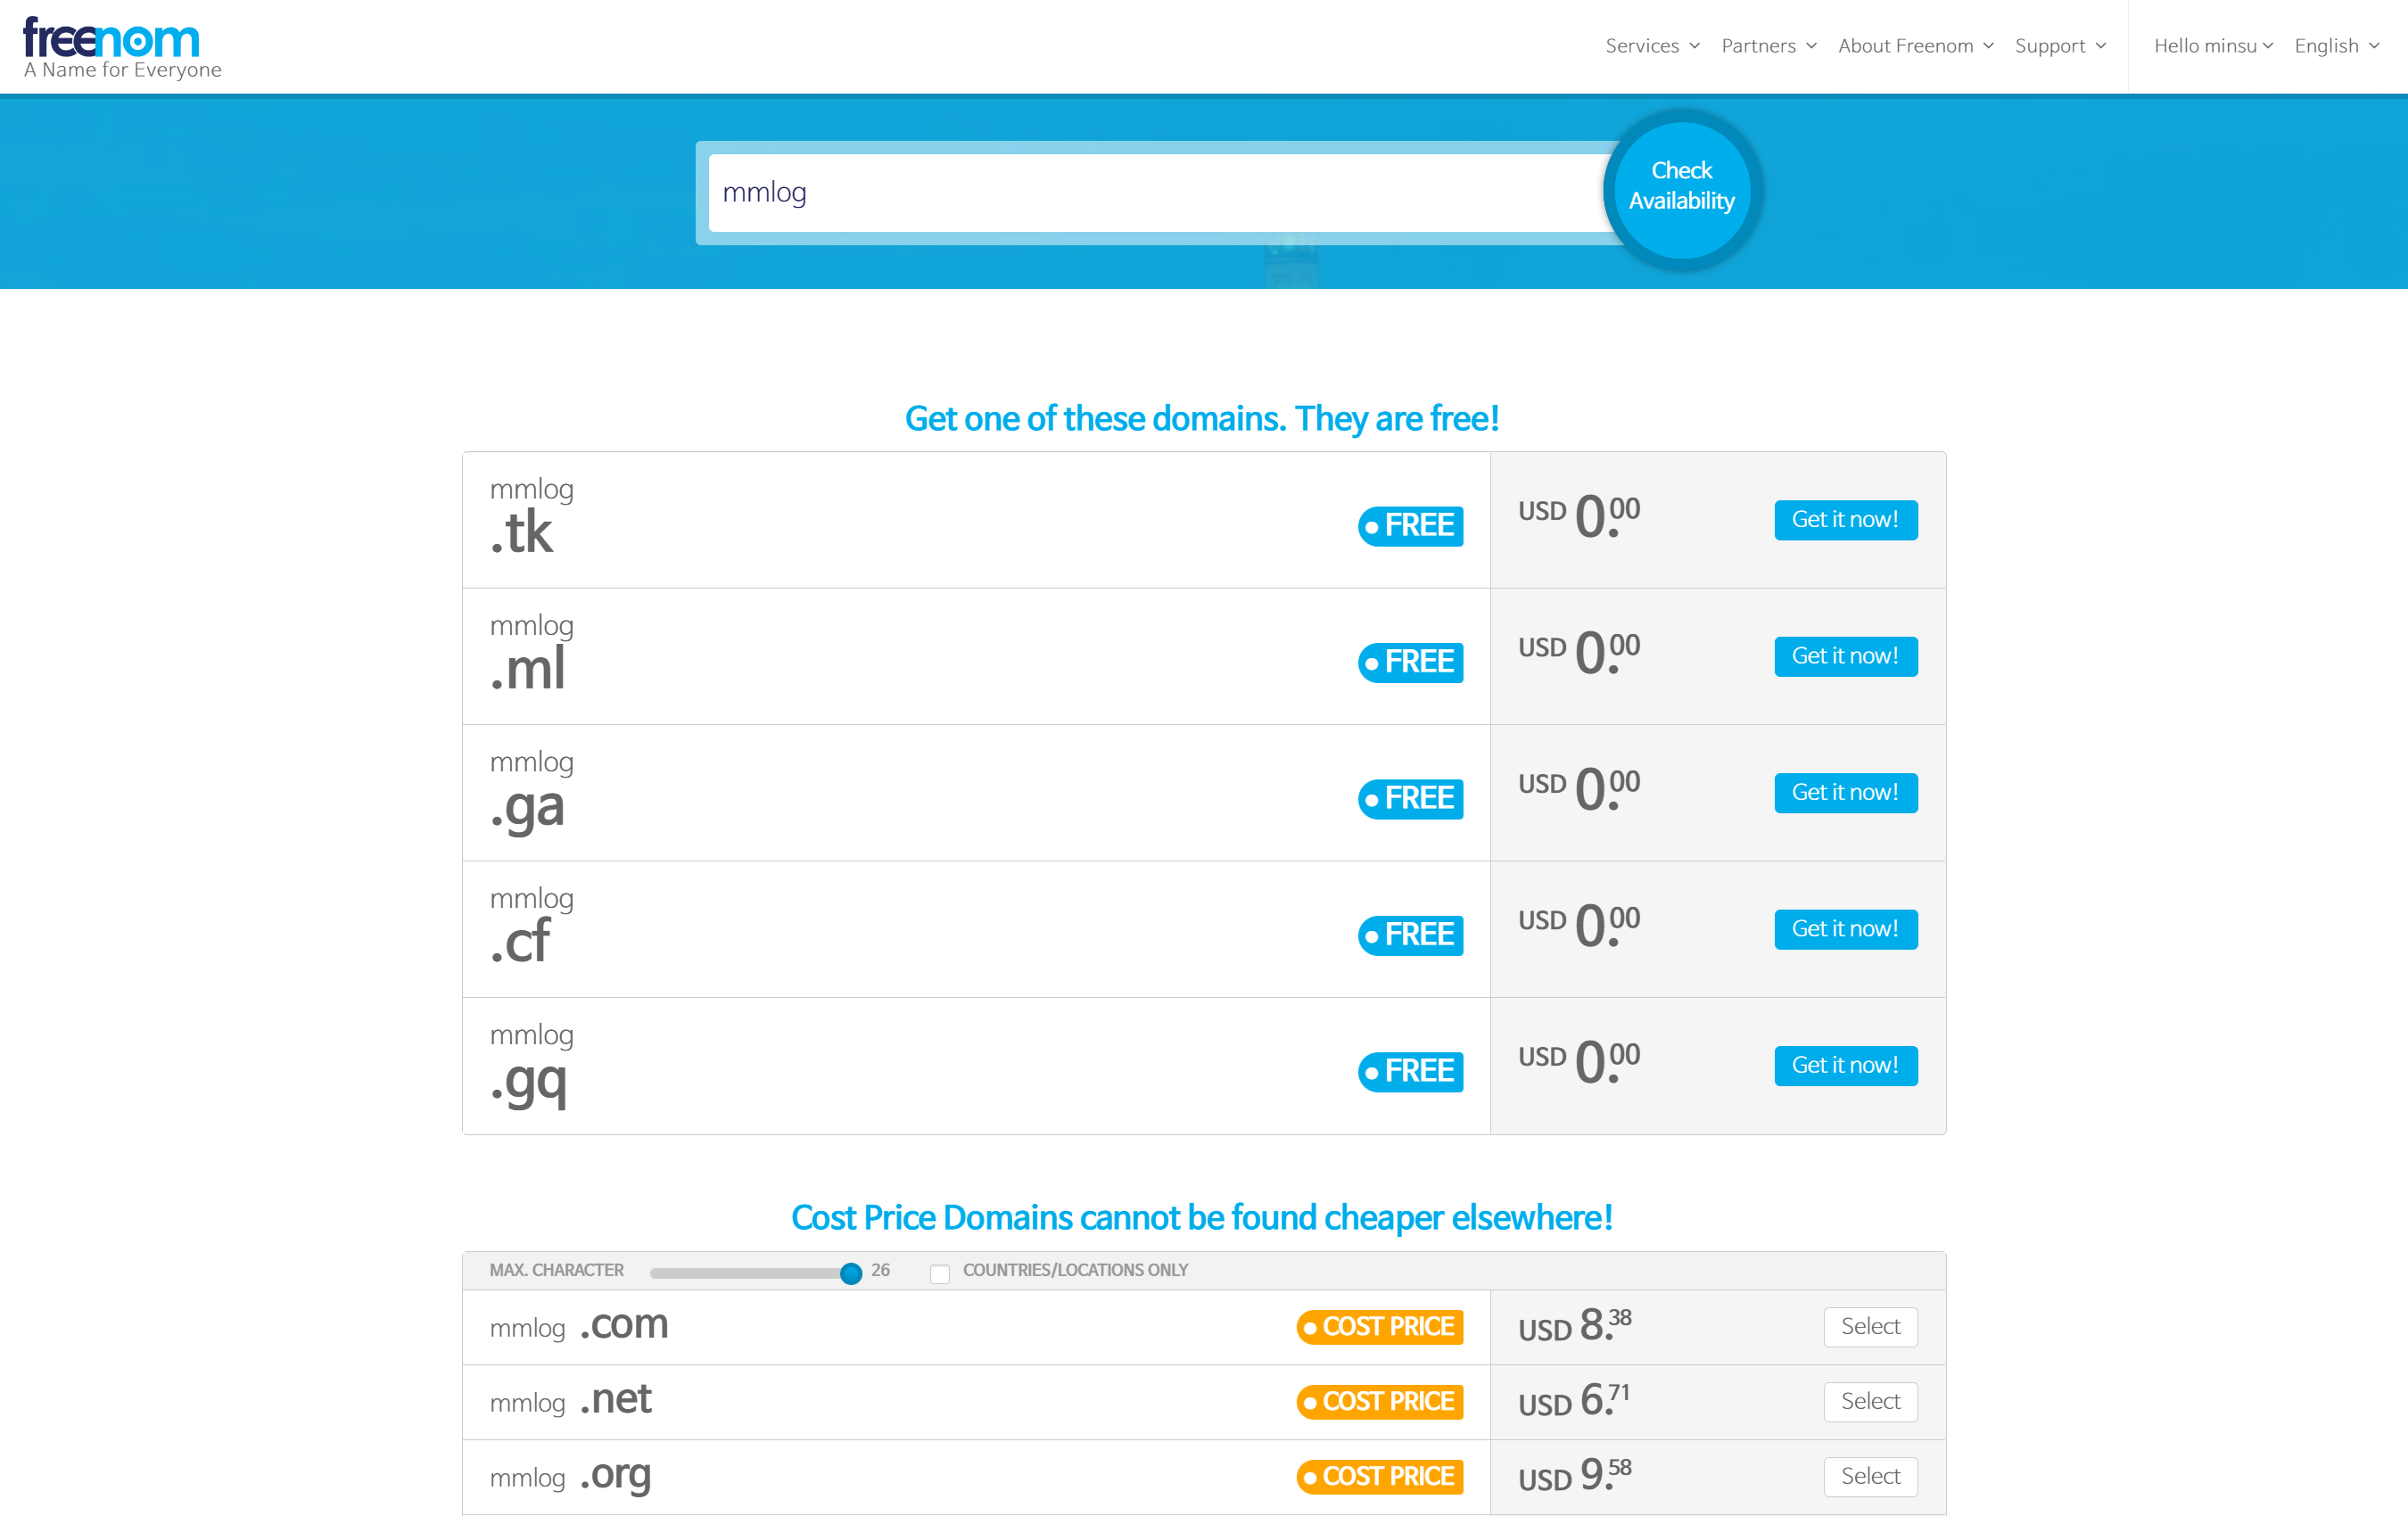 freenom
A Name for Everyone
Services Partners About Freenom Support Hello minsu English
mmlog
Check
Availability
Get one of these domains. They are free!
mmlog
.tk
FREE
USD 0.00
Get it now!
mmlog
.ml
FREE
USD 0.00
Get it now!
mmlog
.ga
FREE
USD 0.00
Get it now!
mmlog
.cf
FREE
USD 0.00
Get it now!
mmlog
.gq
FREE
USD 0.00
Get it now!
Cost Price Domains cannot be found cheaper elsewhere!
MAX. CHARACTER 26 COUNTRIES/LOCATIONS ONLY
mmlog .com COST PRICE USD 8.38 Select
mmlog .net COST PRICE USD 6.71 Select
mmlog .org COST PRICE USD 9.58 Select